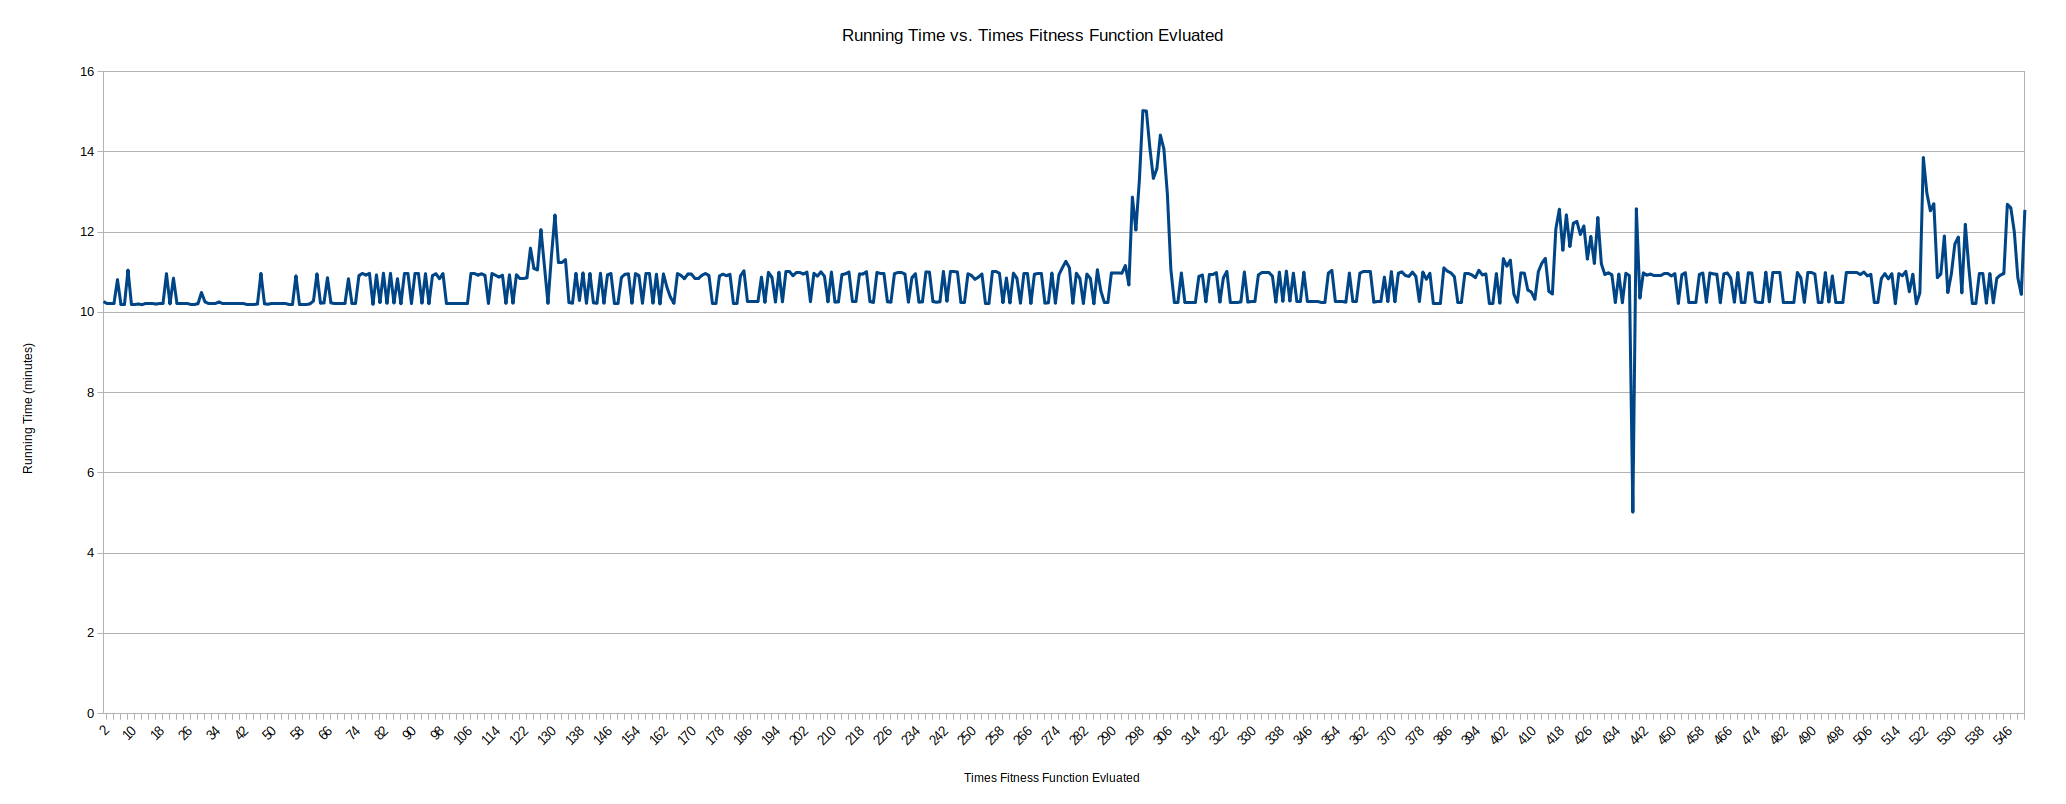 Running Time vs. Times Fitness Function Evluated
16
14
12
10
8
6
4
2
0
Running Time (minutes)
2 10 18 26 34 42 50 58 66 74 82 90 98 106 114 122 130 138 146 154 162 170 178 186 194 202 210 218 226 234 242 250 258 266 274 282 290 298 306 314 322 330 338 346 354 362 370 378 386 394 402 410 418 426 434 442 450 458 466 474 482 490 498 506 514 522 530 538 546
Times Fitness Function Evluated